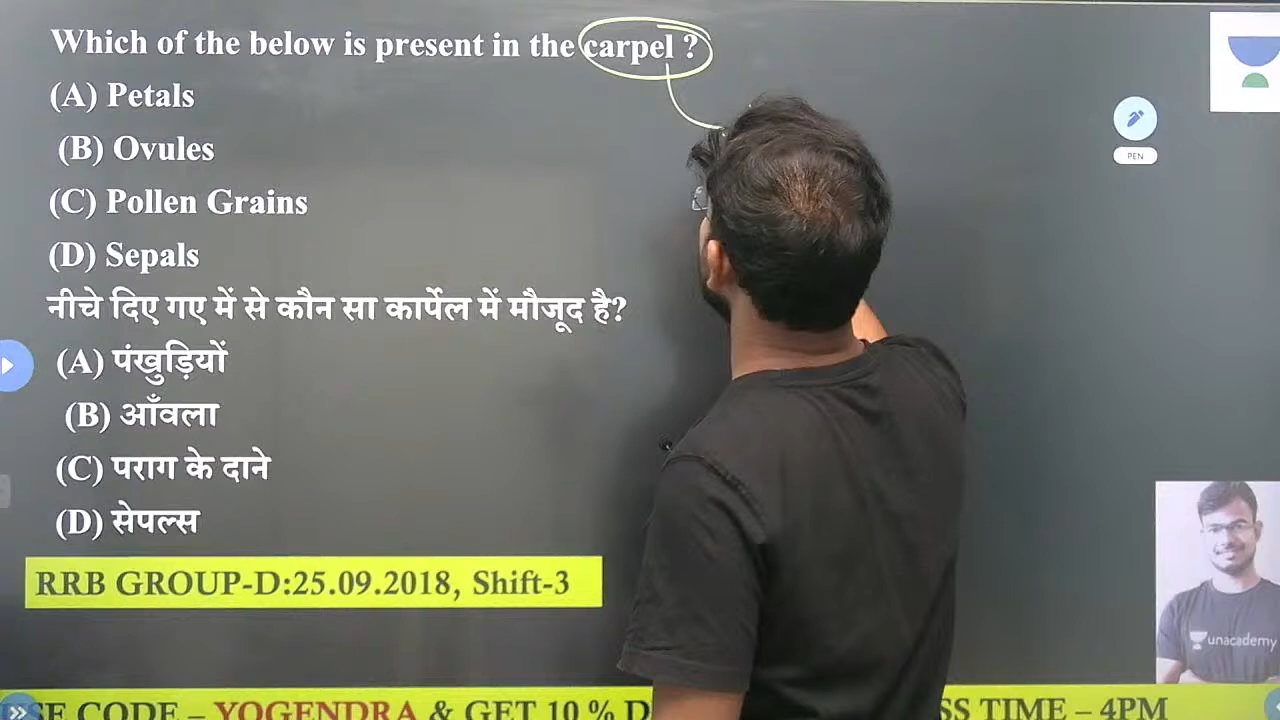 Which of the below is present in the carpel ?
(A) Petals
(B) Ovules
(C) Pollen Grains
(D) Sepals
नीचे दिए गए में से कौन सा कार्पेल में मौजूद है?
(A) पंखुड़ियों
(B) आँवला
(C) पराग के दाने
(D) सेपल्स
RRB GROUP-D:25.09.2018, Shift-3
CODE – YOGENDRA & GET 10 % TIME – 4PM
PEN
unacademy